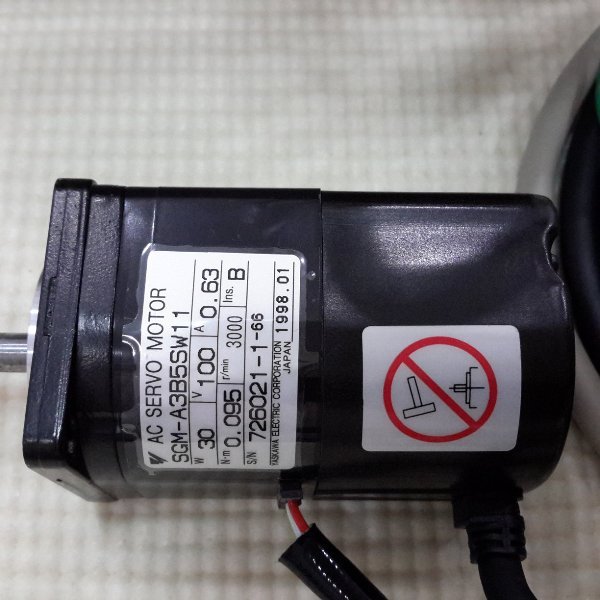 AC SERVO MOTOR
SGM-A3B5SW11
W 30 V 100 A 0.63
N·m 0.095 r/min 3000 Ins. B
S/N 726021-1-66
YASKAWA ELECTRIC CORPORATION 1998.01
JAPAN